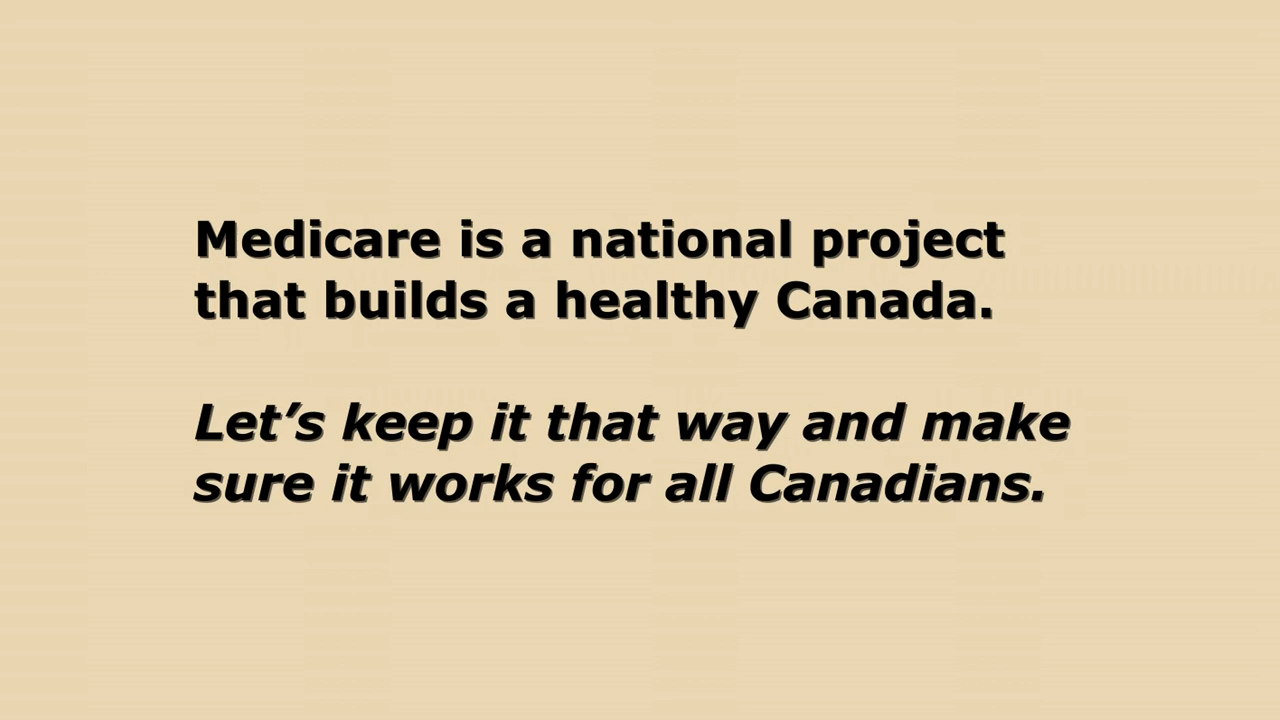 Medicare is a national project
that builds a healthy Canada.
Let’s keep it that way and make
sure it works for all Canadians.